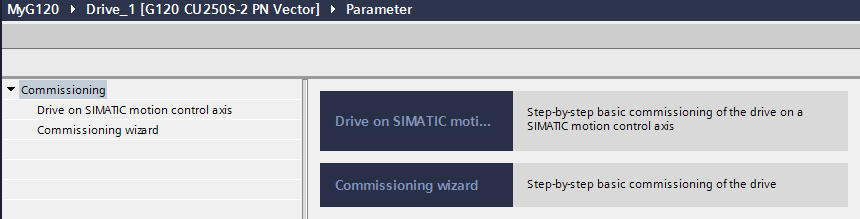 MyG120 ▸ Drive_1 [G120 CU250S-2 PN Vector] ▸ Parameter
Commissioning
Drive on SIMATIC motion control axis
Commissioning wizard
Drive on SIMATIC moti...
Step-by-step basic commissioning of the drive on a
SIMATIC motion control axis
Commissioning wizard
Step-by-step basic commissioning of the drive